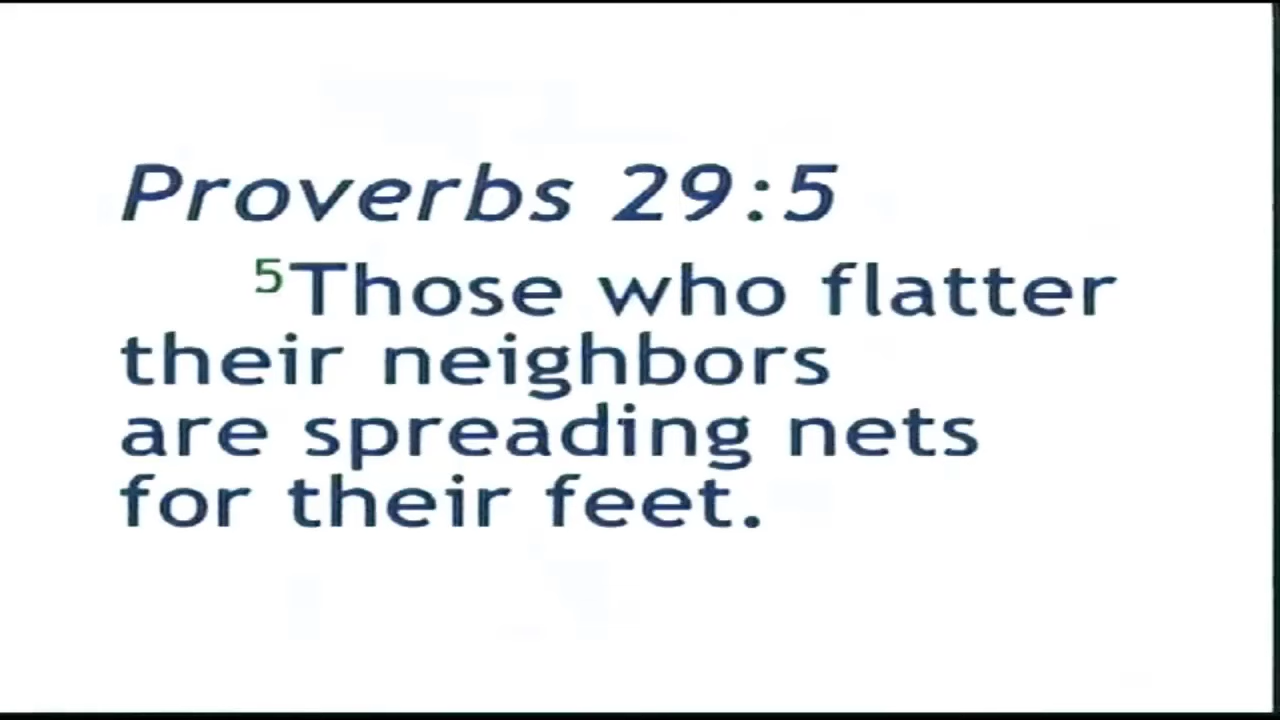 Proverbs 29:5
5Those who flatter
their neighbors
are spreading nets
for their feet.